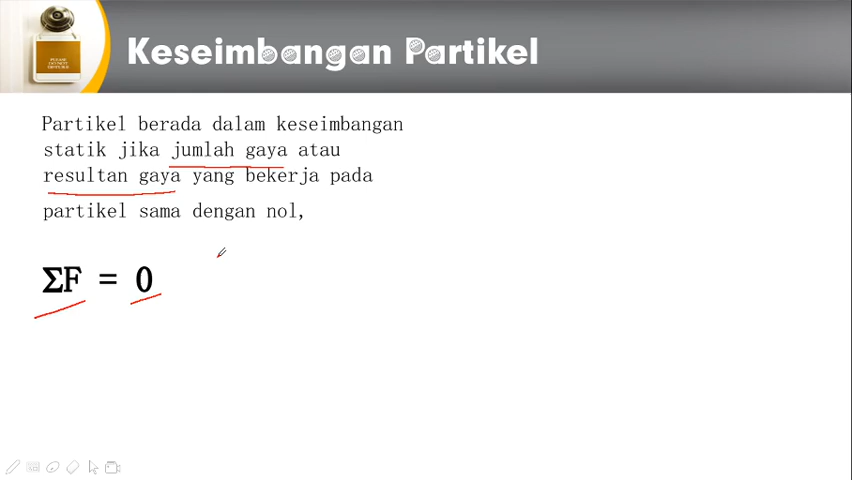 Keseimbangan Partikel
Partikel berada dalam keseimbangan
statik jika jumlah gaya atau
resultan gaya yang bekerja pada
partikel sama dengan nol,
ΣF = 0